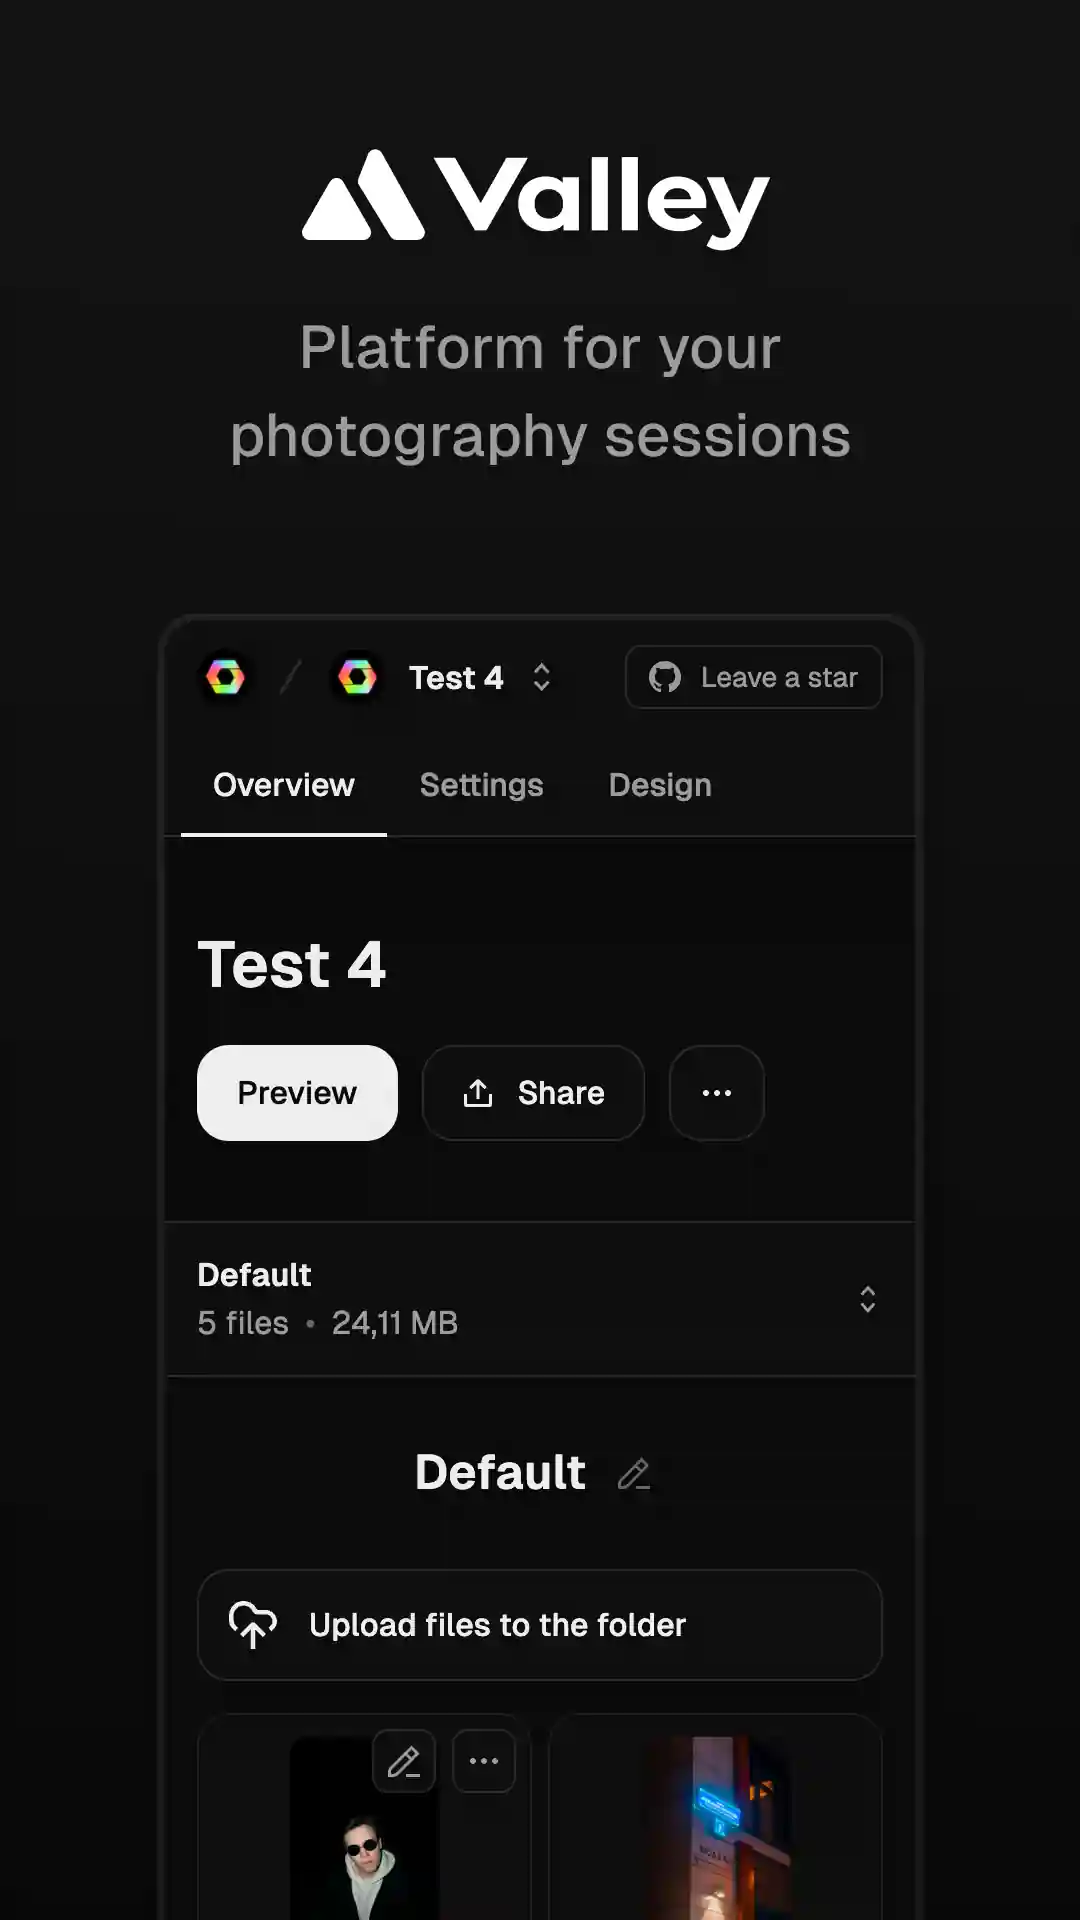 Valley
Platform for your
photography sessions
Test 4
Leave a star
Overview Settings Design
Test 4
Preview Share
Default
5 files • 24,11 MB
Default
Upload files to the folder